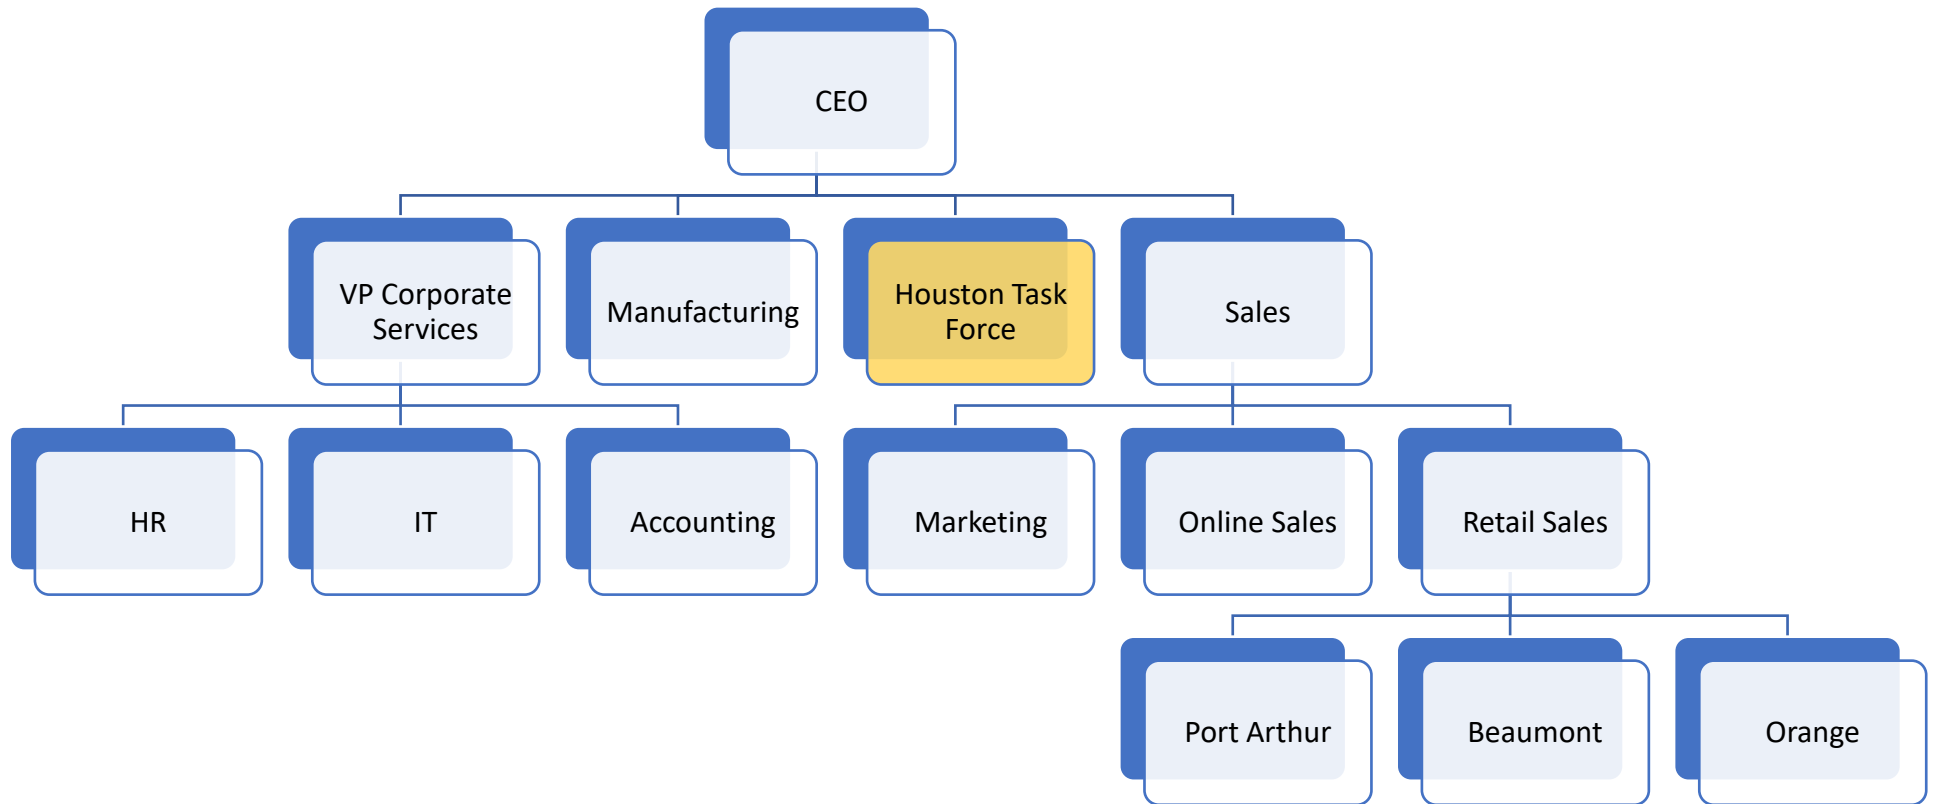 CEO
VP Corporate
Services
Manufacturing
Houston Task
Force
Sales
HR
IT
Accounting
Marketing
Online Sales
Retail Sales
Port Arthur
Beaumont
Orange